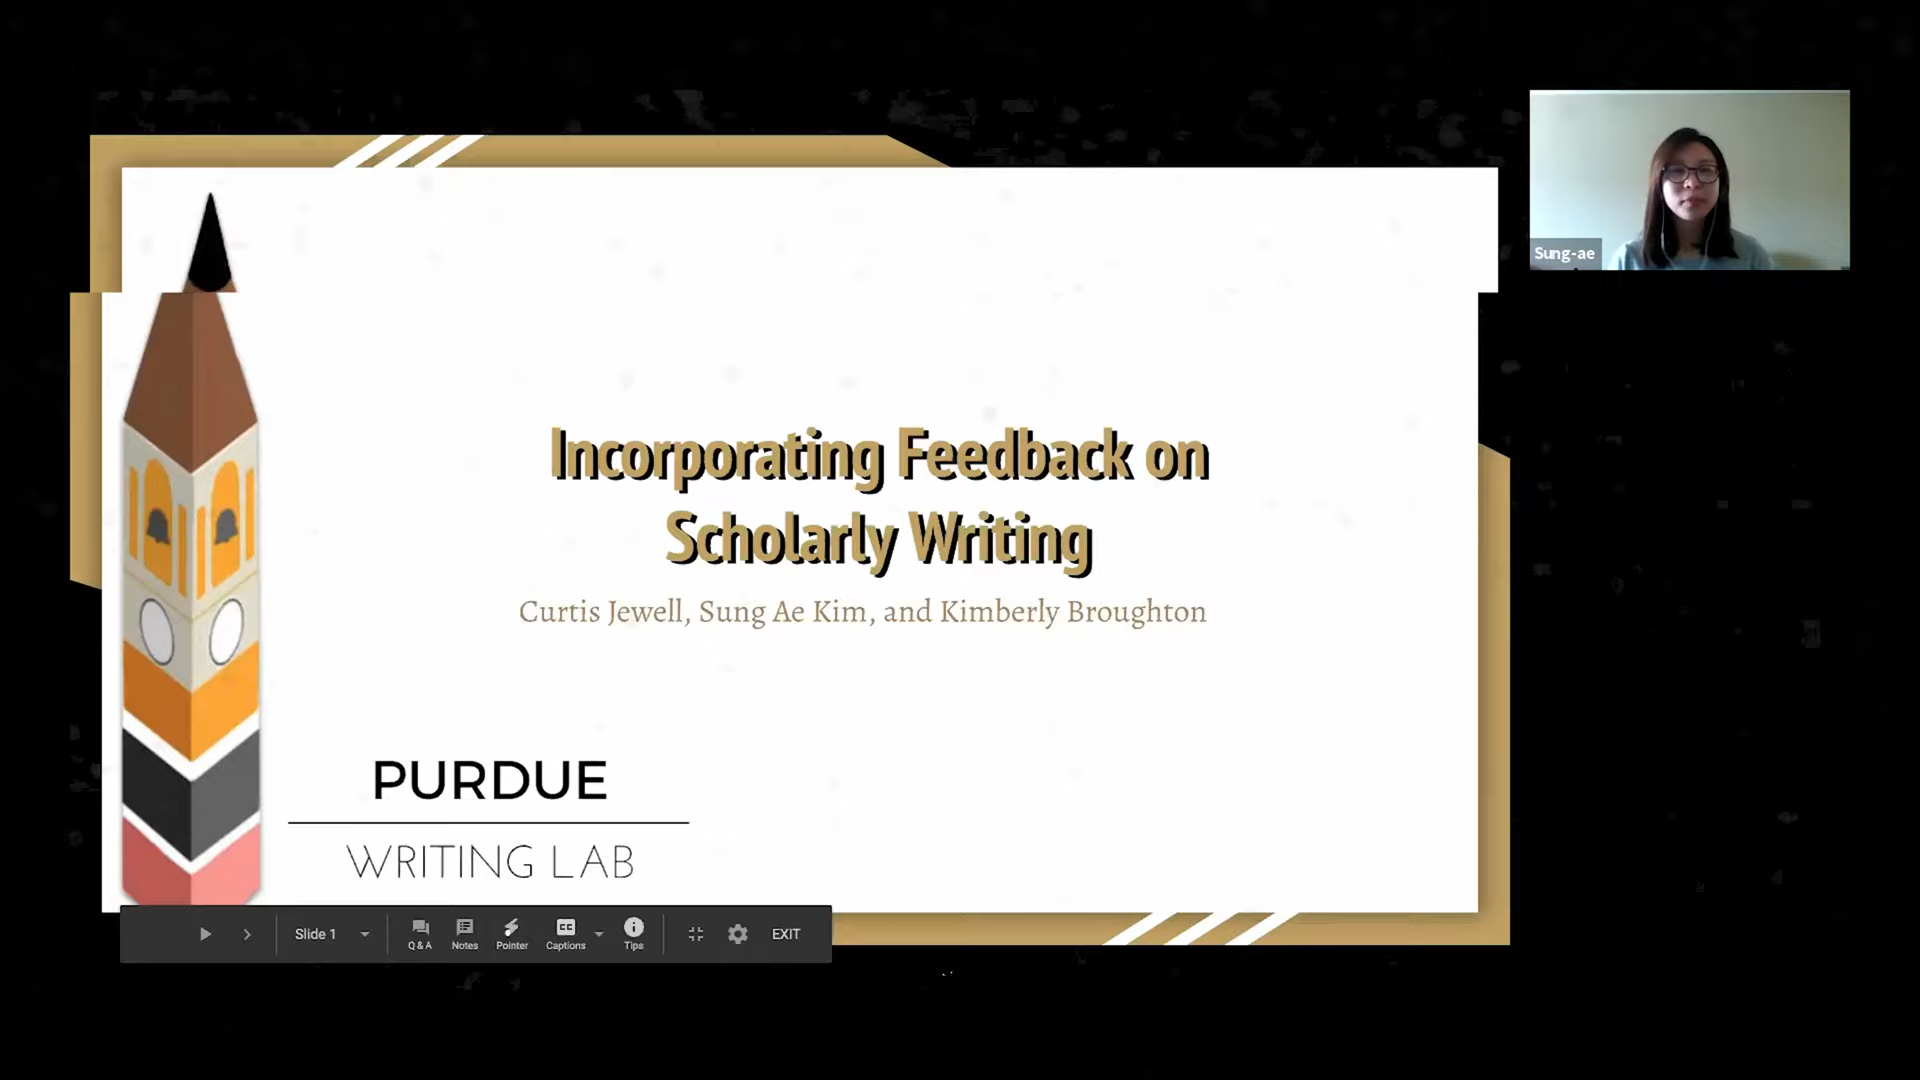 Sung-ae
Incorporating Feedback on
Scholarly Writing
Curtis Jewell, Sung Ae Kim, and Kimberly Broughton
PURDUE
WRITING LAB
Slide 1
Q & A
Notes
Pointer
CC
Captions
Tips
EXIT